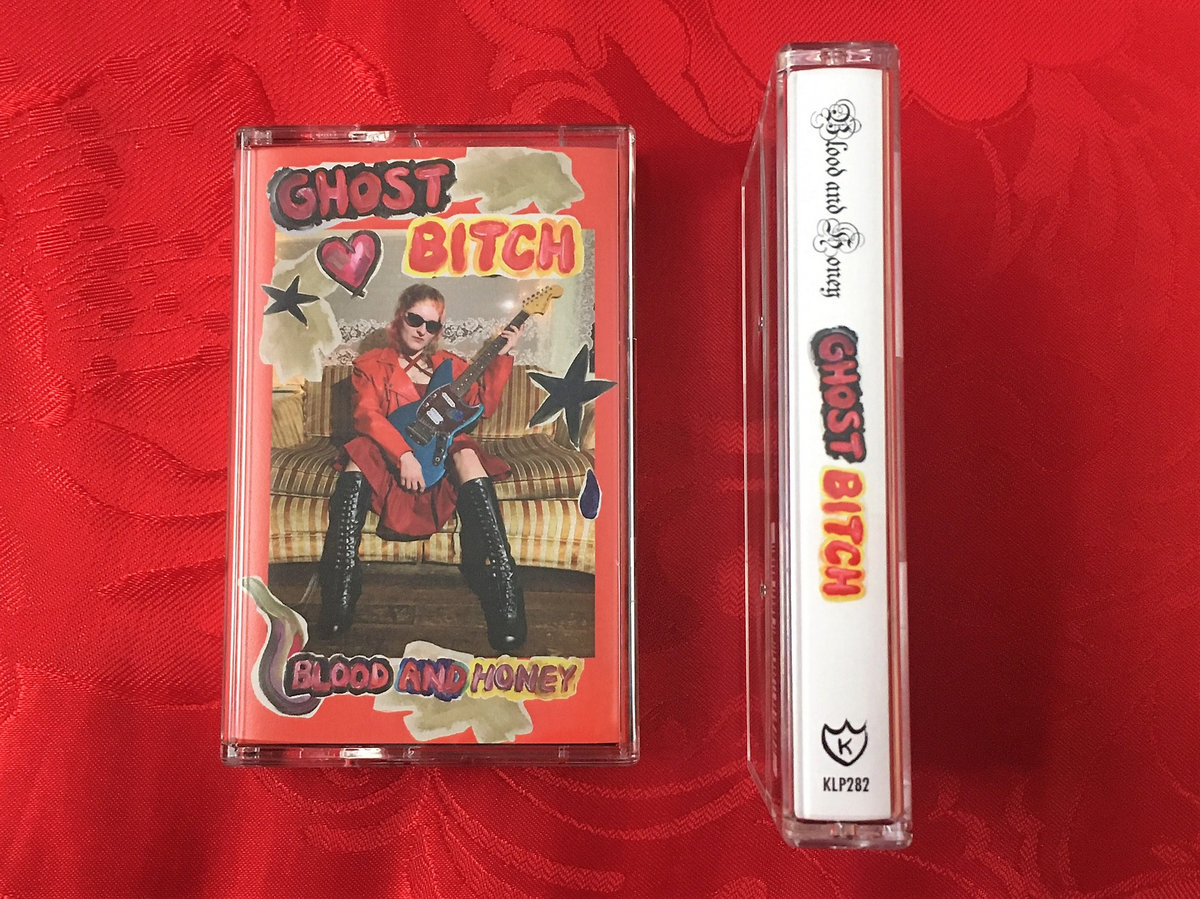 GHOST
BITCH
BLOOD AND HONEY
Blood and Honey
GHOST BITCH
K
KLP282